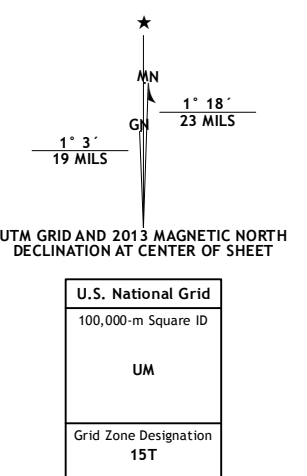 ★
MN
1° 18´
23 MILS
GN
1° 3´
19 MILS
UTM GRID AND 2013 MAGNETIC NORTH
DECLINATION AT CENTER OF SHEET
U.S. National Grid
100,000-m Square ID
UM
Grid Zone Designation
15T